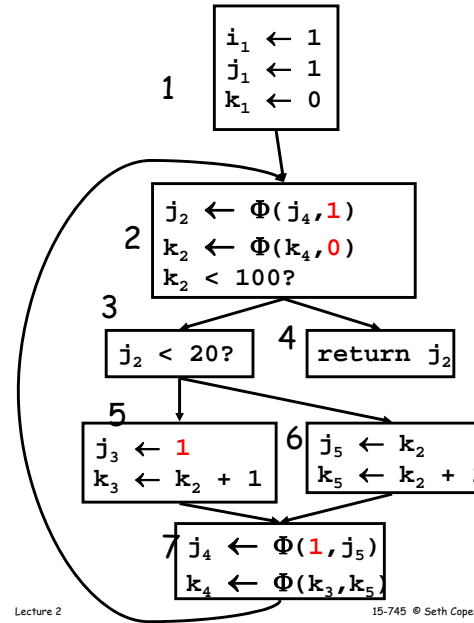 1
i₁ ← 1
j₁ ← 1
k₁ ← 0
2
j₂ ← Φ(j₄,1)
k₂ ← Φ(k₄,0)
k₂ < 100?
3
j₂ < 20?
4
return j₂
5
j₃ ← 1
k₃ ← k₂ + 1
6
j₅ ← k₂
k₅ ← k₂ +
7
j₄ ← Φ(1,j₅)
k₄ ← Φ(k₃,k₅)
Lecture 2
15-745 © Seth